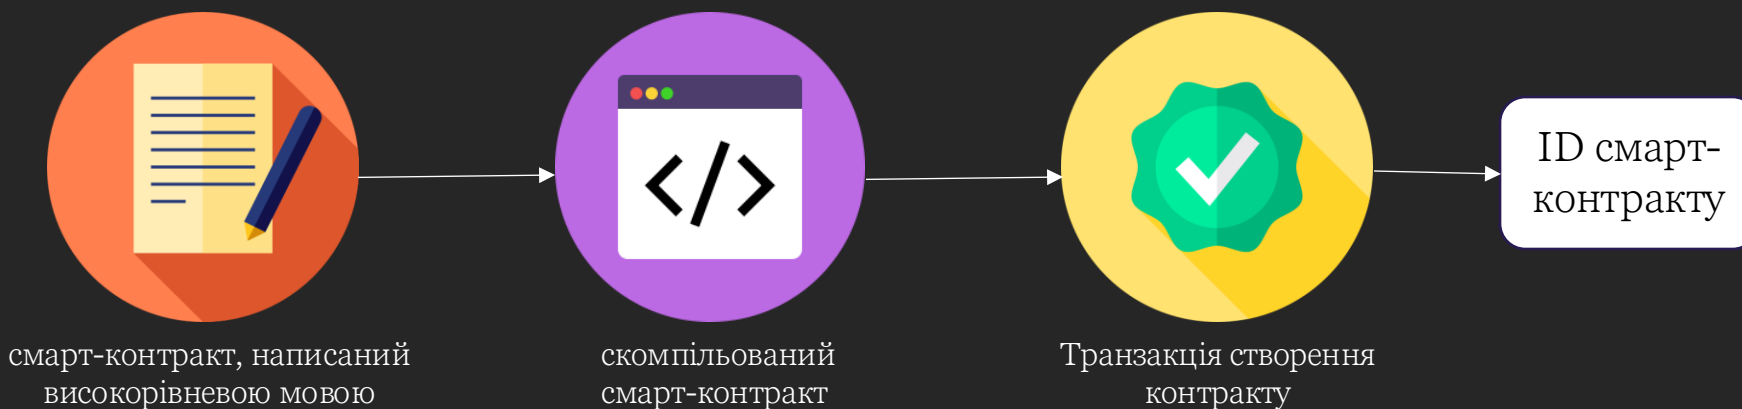 смарт-контракт, написаний
високорівневою мовою
</>
скомпільований
смарт-контракт
Транзакція створення
контракту
ID смарт-
контракту